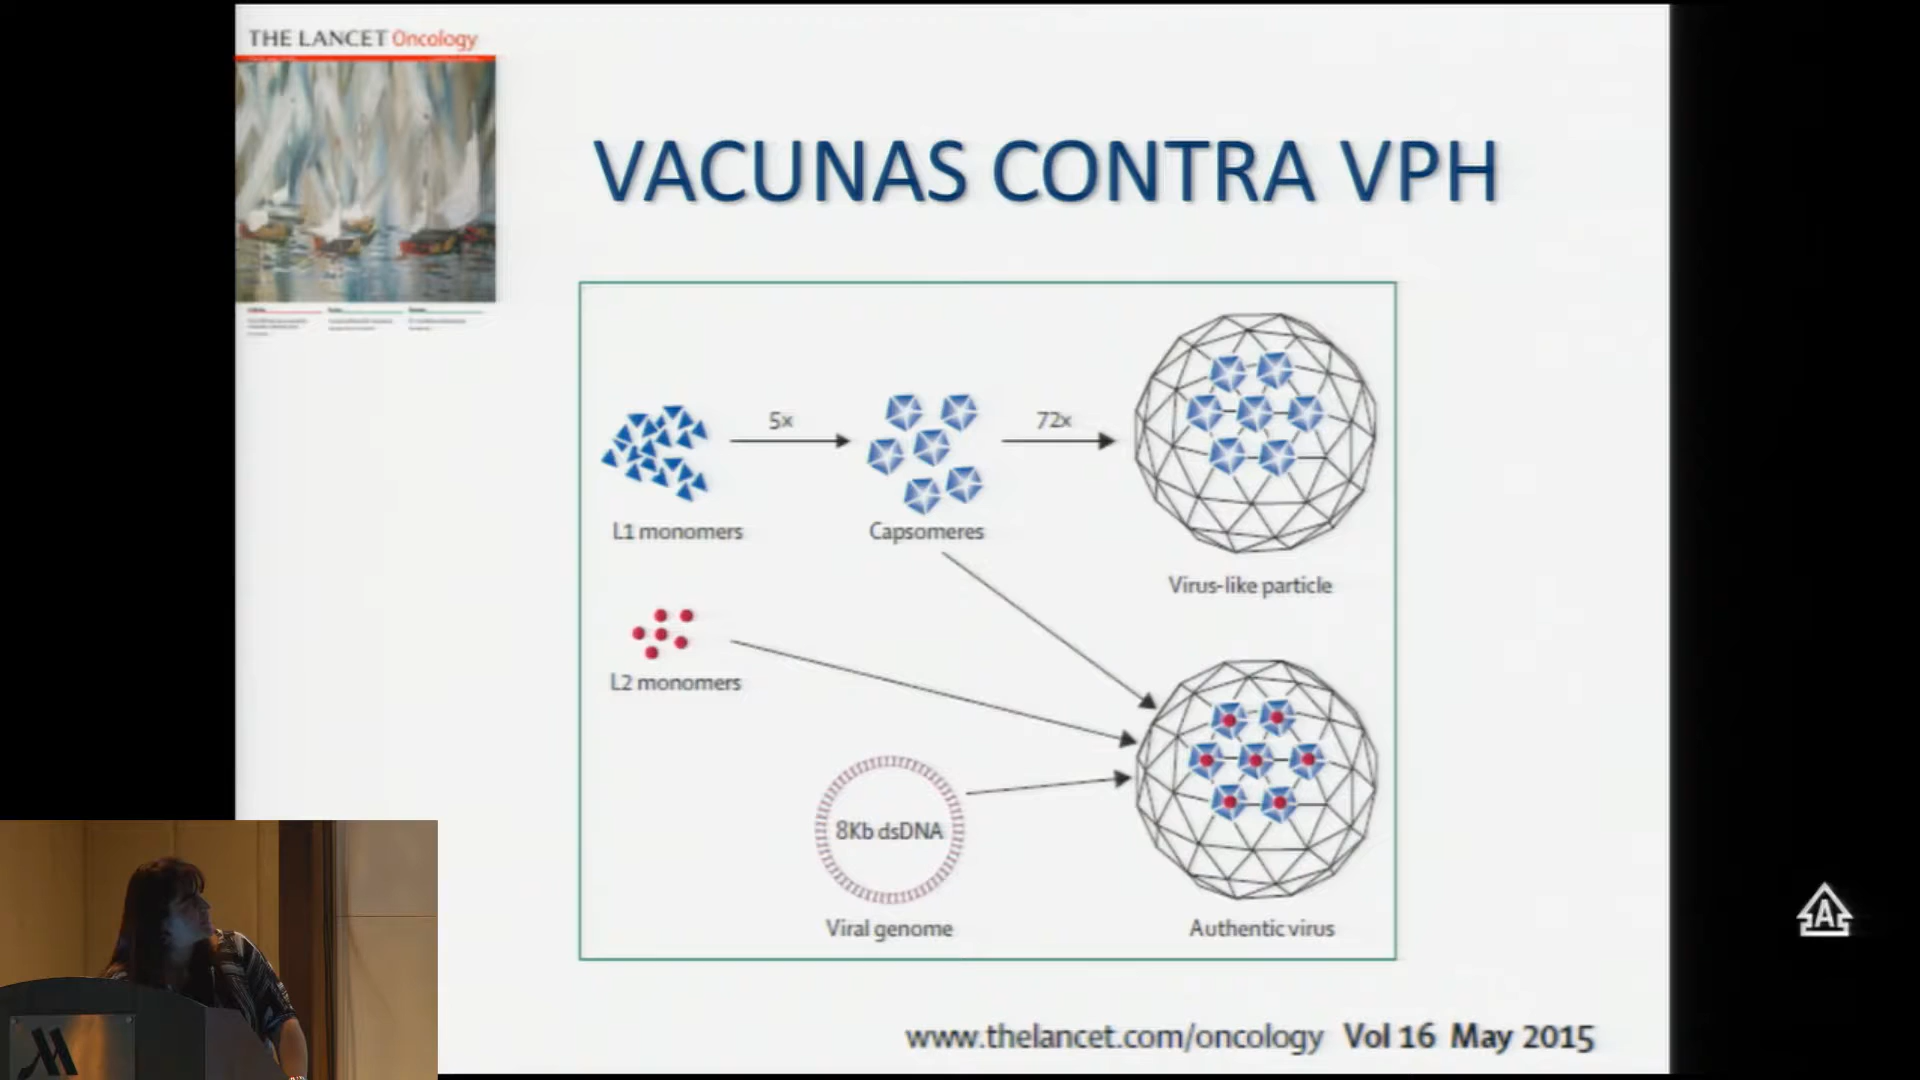 THE LANCET Oncology
VACUNAS CONTRA VPH
5x
72x
L1 monomers
Capsomeres
Virus-like particle
L2 monomers
8Kb dsDNA
Viral genome
Authentic virus
www.thelancet.com/oncology Vol 16 May 2015
A